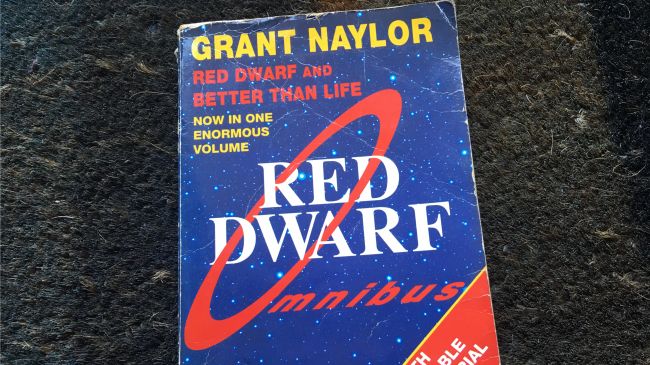 GRANT NAYLOR
RED DWARF AND
BETTER THAN LIFE
NOW IN ONE
ENORMOUS
VOLUME
RED
DWARF
Omnibus